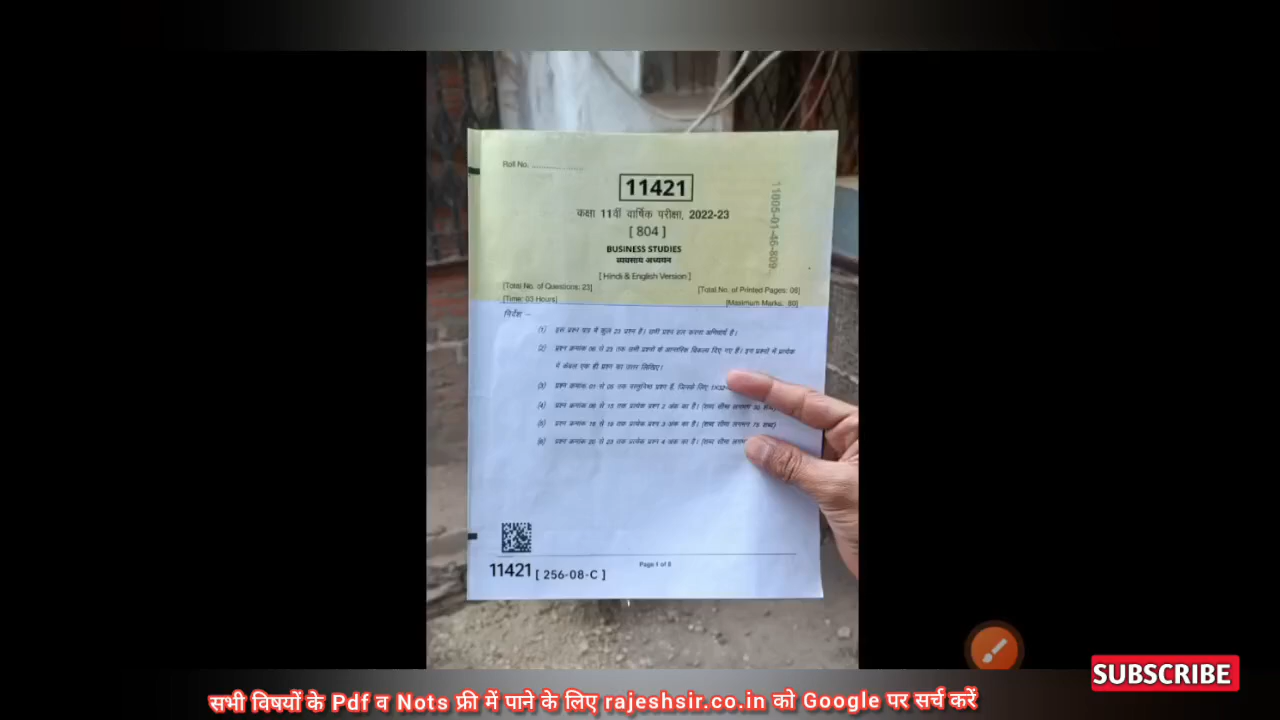 Roll No. ....................
11421
कक्षा 11वीं वार्षिक परीक्षा, 2022-23
[ 804 ]
BUSINESS STUDIES
व्यवसाय अध्ययन
[ Hindi & English Version ]
[Total No. of Questions: 23]
[Total No. of Printed Pages: 08]
[Time: 03 Hours]
[Maximum Marks: 80]
11805-01-46-809
निर्देश –
(1) इस प्रश्न पत्र में कुल 23 प्रश्न हैं। सभी प्रश्न हल करना अनिवार्य है।
(2) प्रश्न क्रमांक 06 से 23 तक सभी प्रश्नों के आन्तरिक विकल्प दिए गए हैं। इन प्रश्नों में प्रत्येक
में केवल एक ही प्रश्न का उत्तर लिखिए।
(3) प्रश्न क्रमांक 01 से 05 तक वस्तुनिष्ठ प्रश्न हैं, जिसके लिए 1x32
(4) प्रश्न क्रमांक 06 से 15 तक प्रत्येक प्रश्न 2 अंक का है। (शब्द सीमा लगभग 30 शब्द)
(5) प्रश्न क्रमांक 16 से 19 तक प्रत्येक प्रश्न 3 अंक का है। (शब्द सीमा लगभग 75 शब्द)
(6) प्रश्न क्रमांक 20 से 23 तक प्रत्येक प्रश्न 4 अंक का है। (शब्द सीमा
11421 [ 256-08-C ]
Page 1 of 8
SUBSCRIBE
सभी विषयों के Pdf व Nots फ्री में पाने के लिए rajeshsir.co.in को Google पर सर्च करें